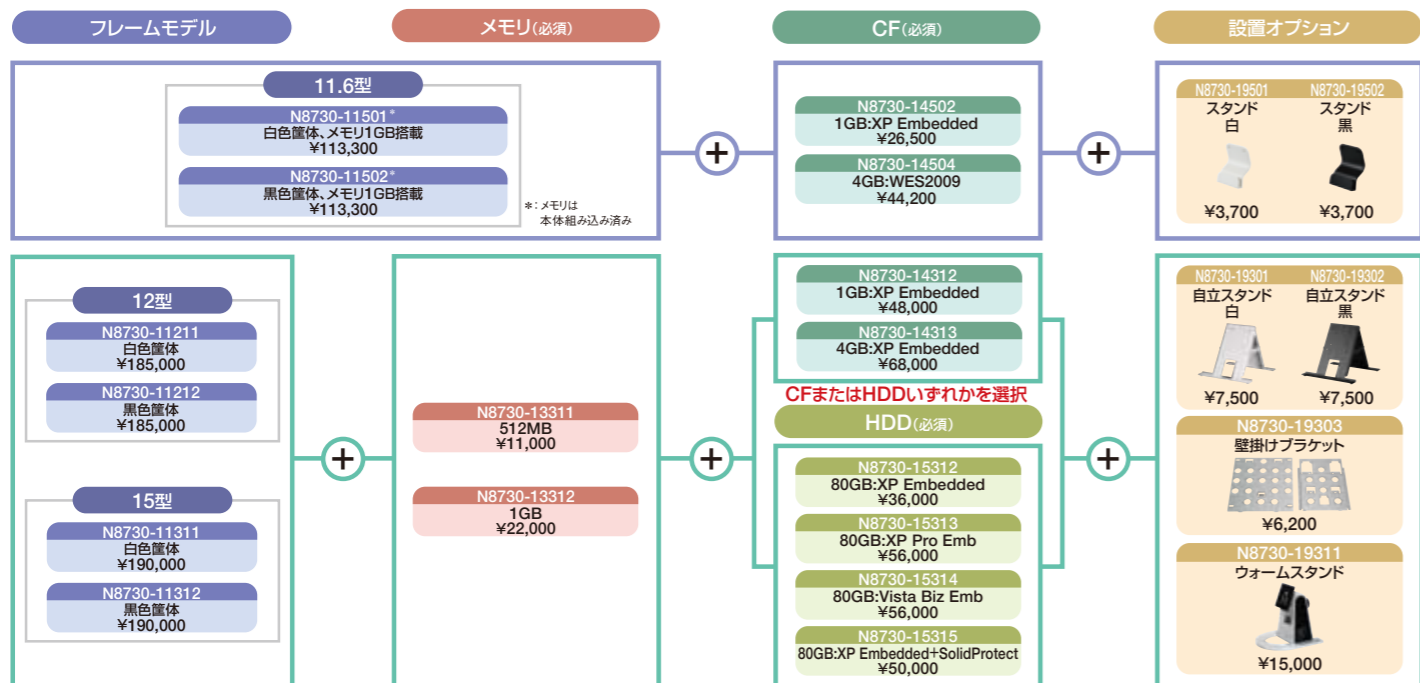 フレームモデル
メモリ(必須)
CF(必須)
設置オプション
11.6型
N8730-11501*
白色筐体、メモリ1GB搭載
¥113,300
N8730-11502*
黒色筐体、メモリ1GB搭載
¥113,300
*:メモリは
本体組み込み済み
+
N8730-14502
1GB:XP Embedded
¥26,500
N8730-14504
4GB:WES2009
¥44,200
+
N8730-19501
スタンド
白
¥3,700
N8730-19502
スタンド
黒
¥3,700
12型
N8730-11211
白色筐体
¥185,000
N8730-11212
黒色筐体
¥185,000
15型
N8730-11311
白色筐体
¥190,000
N8730-11312
黒色筐体
¥190,000
+
N8730-13311
512MB
¥11,000
N8730-13312
1GB
¥22,000
+
N8730-14312
1GB:XP Embedded
¥48,000
N8730-14313
4GB:XP Embedded
¥68,000
CFまたはHDDいずれかを選択
HDD(必須)
N8730-15312
80GB:XP Embedded
¥36,000
N8730-15313
80GB:XP Pro Emb
¥56,000
N8730-15314
80GB:Vista Biz Emb
¥56,000
N8730-15315
80GB:XP Embedded+SolidProtect
¥50,000
+
N8730-19301
自立スタンド
白
¥7,500
N8730-19302
自立スタンド
黒
¥7,500
N8730-19303
壁掛けブラケット
¥6,200
N8730-19311
ウォームスタンド
¥15,000